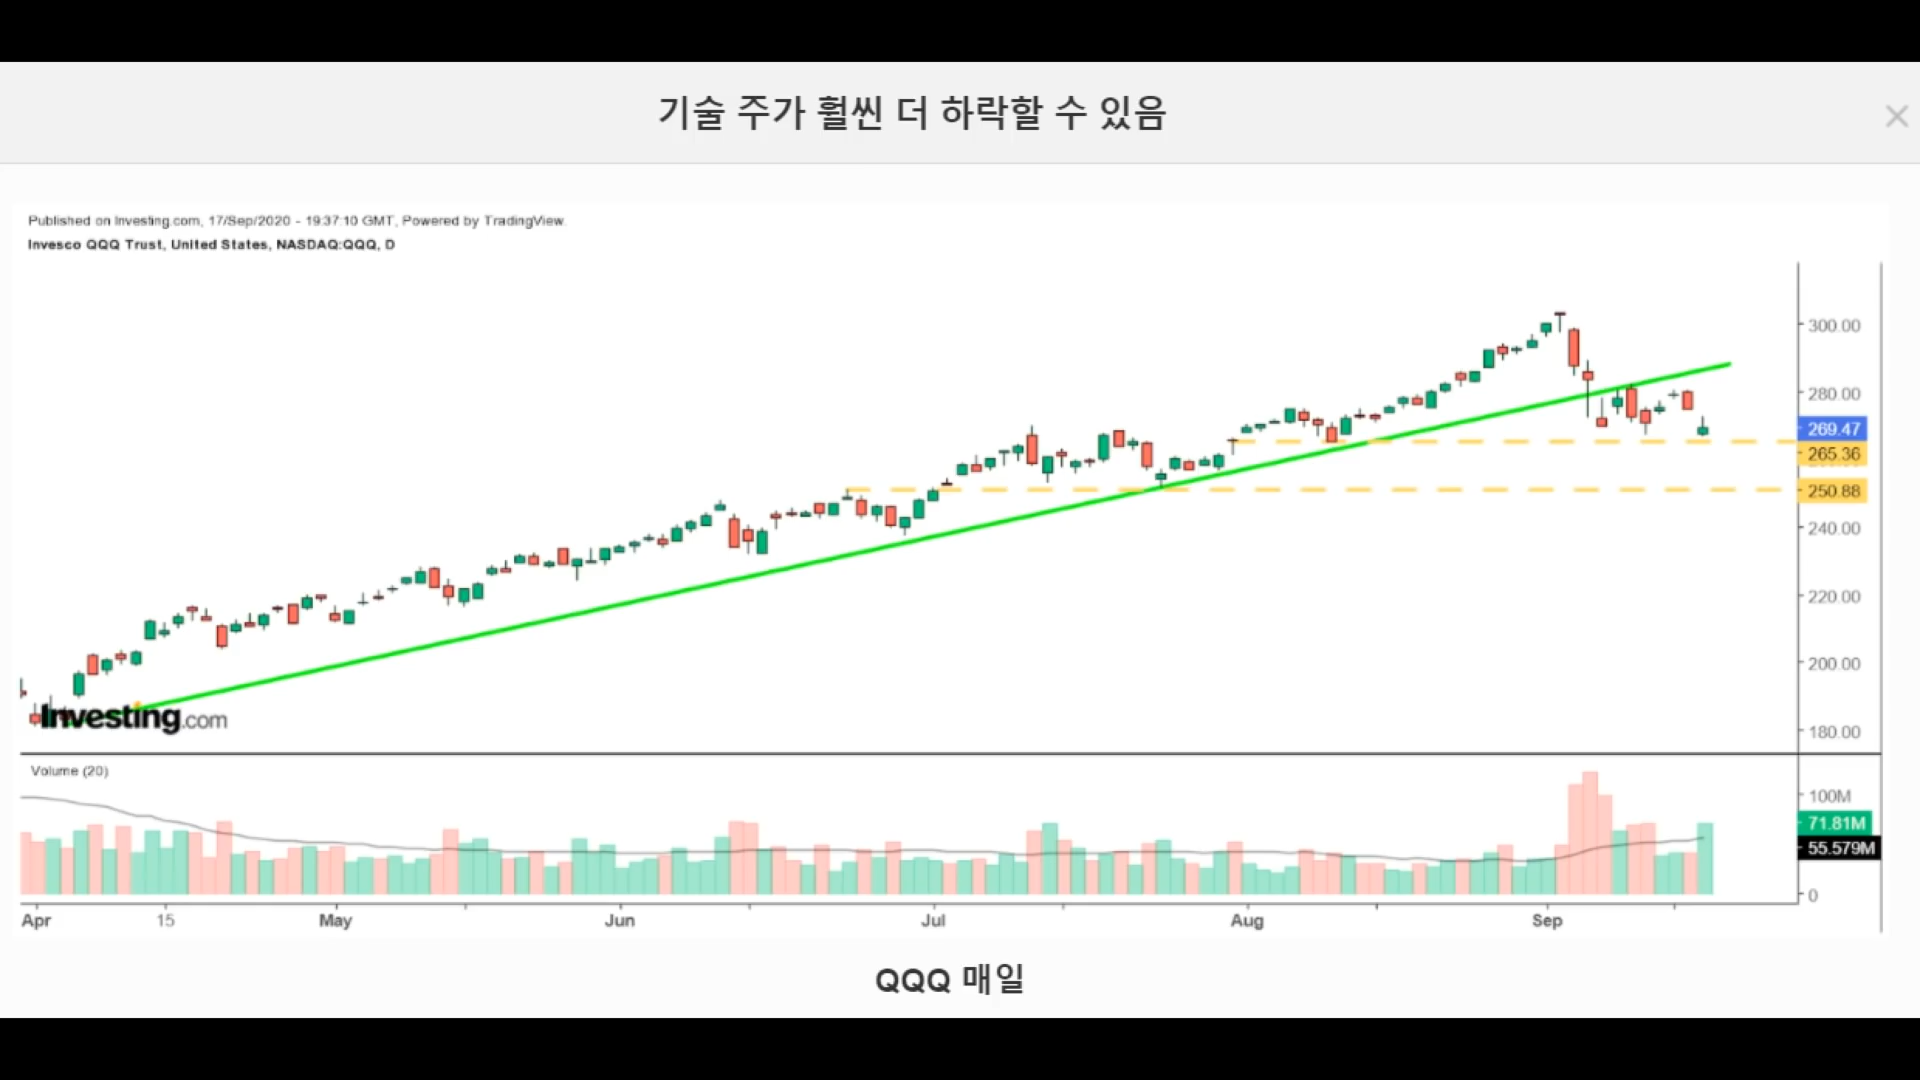 기술 주가 훨씬 더 하락할 수 있음
Published on Investing.com, 17/Sep/2020 - 19:37:10 GMT, Powered by TradingView.
Invesco QQQ Trust, United States, NASDAQ:QQQ, D
300.00
280.00
269.47
265.36
250.88
240.00
220.00
200.00
180.00
Investing.com
Volume (20)
100M
71.81M
55.579M
0
Apr 15 May Jun Jul Aug Sep
QQQ 매일